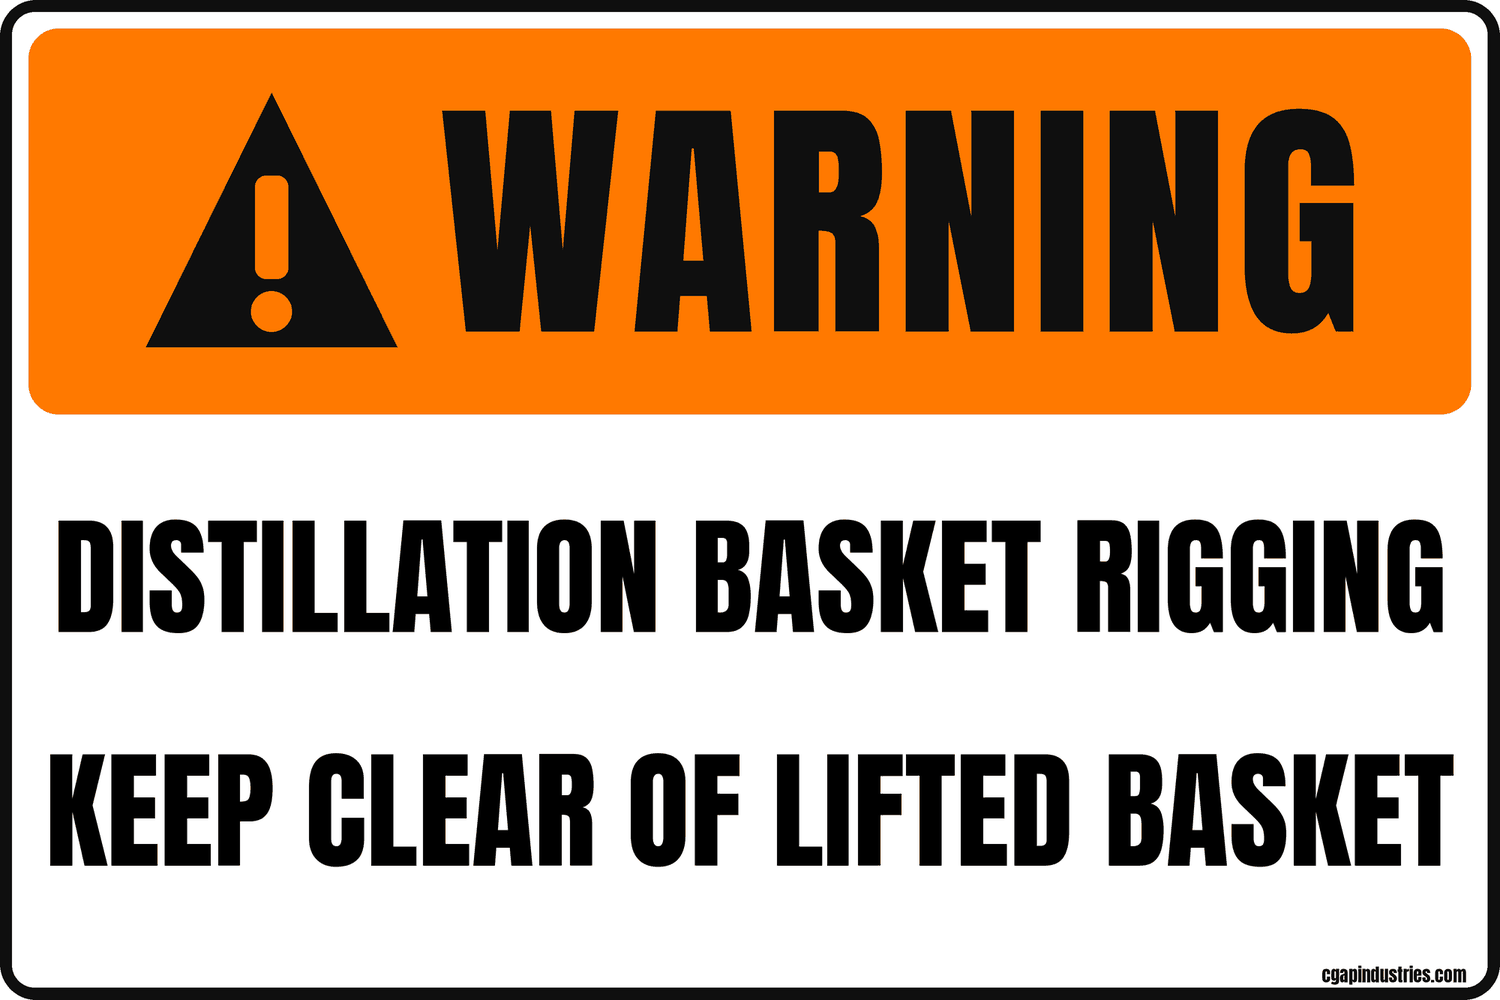 WARNING
DISTILLATION BASKET RIGGING
KEEP CLEAR OF LIFTED BASKET
cgapindustries.com